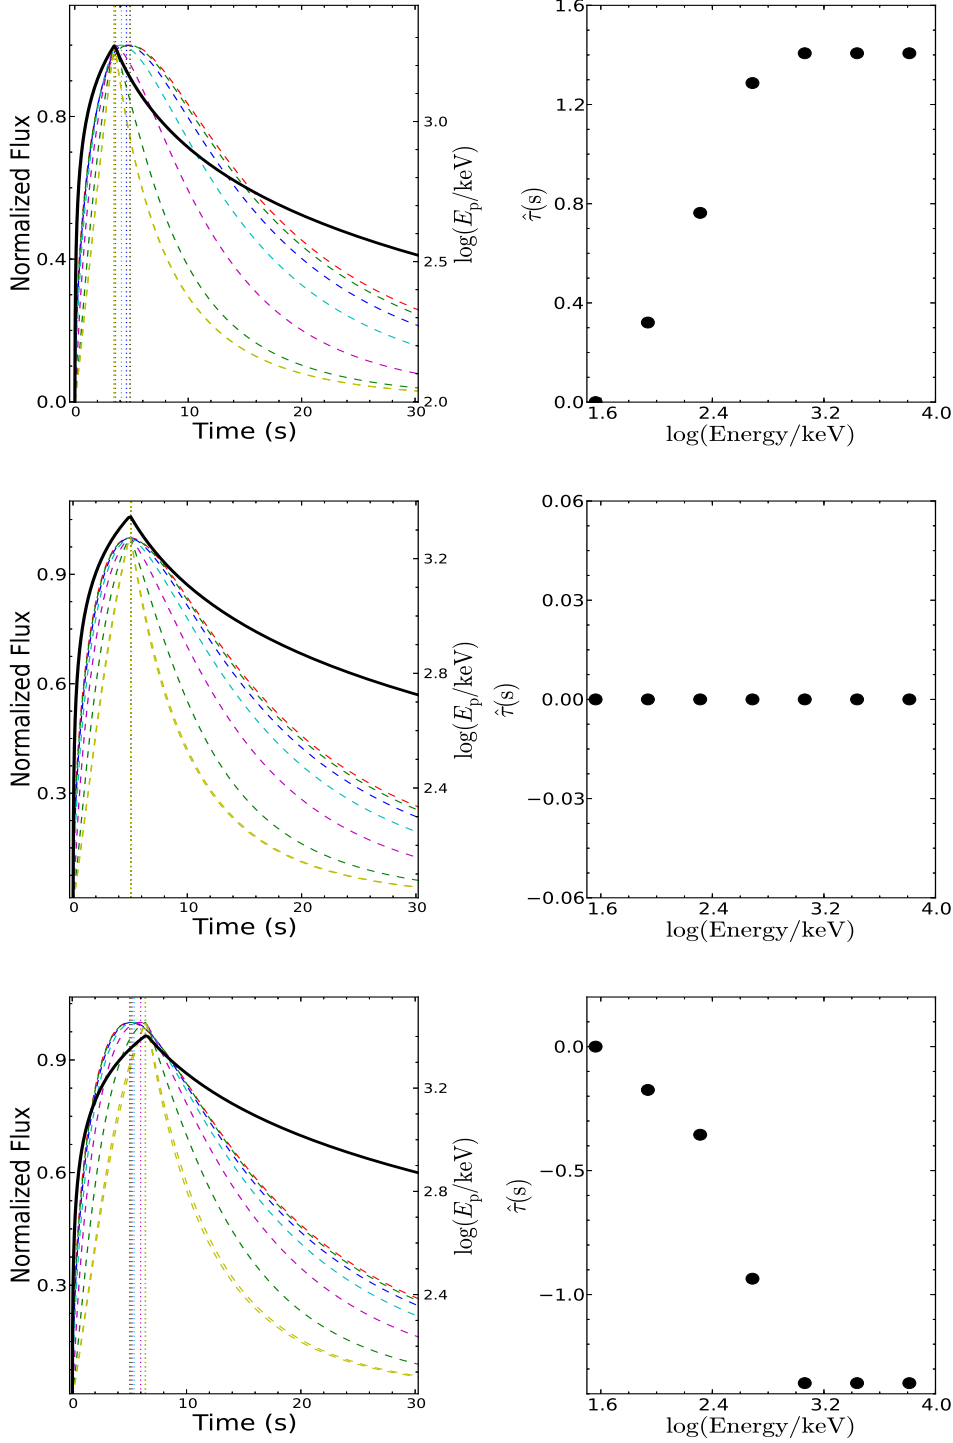 0.8
0.4
0.0
Normalized Flux
3.0
2.5
2.0
log(E_p/keV)
0 10 20 30
Time (s)
1.6
1.2
0.8
0.4
0.0
τ̂(s)
1.6 2.4 3.2 4.0
log(Energy/keV)
0.9
0.6
0.3
Normalized Flux
3.2
2.8
2.4
log(E_p/keV)
0 10 20 30
Time (s)
0.06
0.03
0.00
−0.03
−0.06
τ̂(s)
1.6 2.4 3.2 4.0
log(Energy/keV)
0.9
0.6
0.3
Normalized Flux
3.2
2.8
2.4
log(E_p/keV)
0 10 20 30
Time (s)
0.0
−0.5
−1.0
τ̂(s)
1.6 2.4 3.2 4.0
log(Energy/keV)